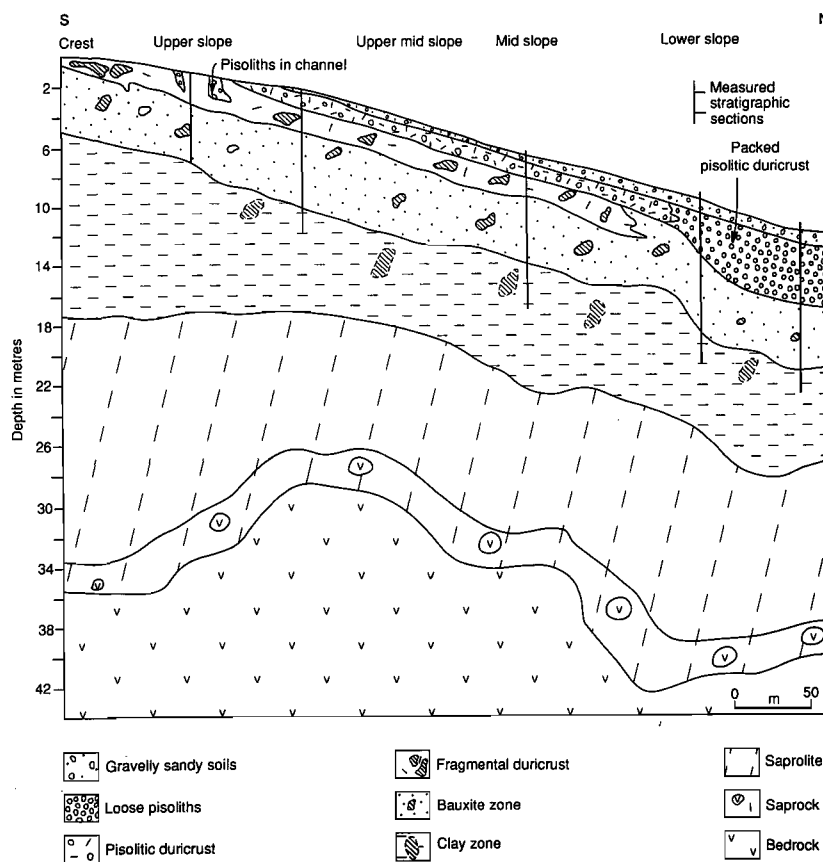 S
N
Crest
Upper slope
Upper mid slope
Mid slope
Lower slope
Pisoliths in channel
Measured
stratigraphic
sections
Packed
pisolitic duricrust
Depth in metres
2
6
10
14
18
22
26
30
34
38
42
0 50
m
Gravelly sandy soils
Fragmental duricrust
Saprolite
Loose pisoliths
Bauxite zone
Saprock
Pisolitic duricrust
Clay zone
Bedrock